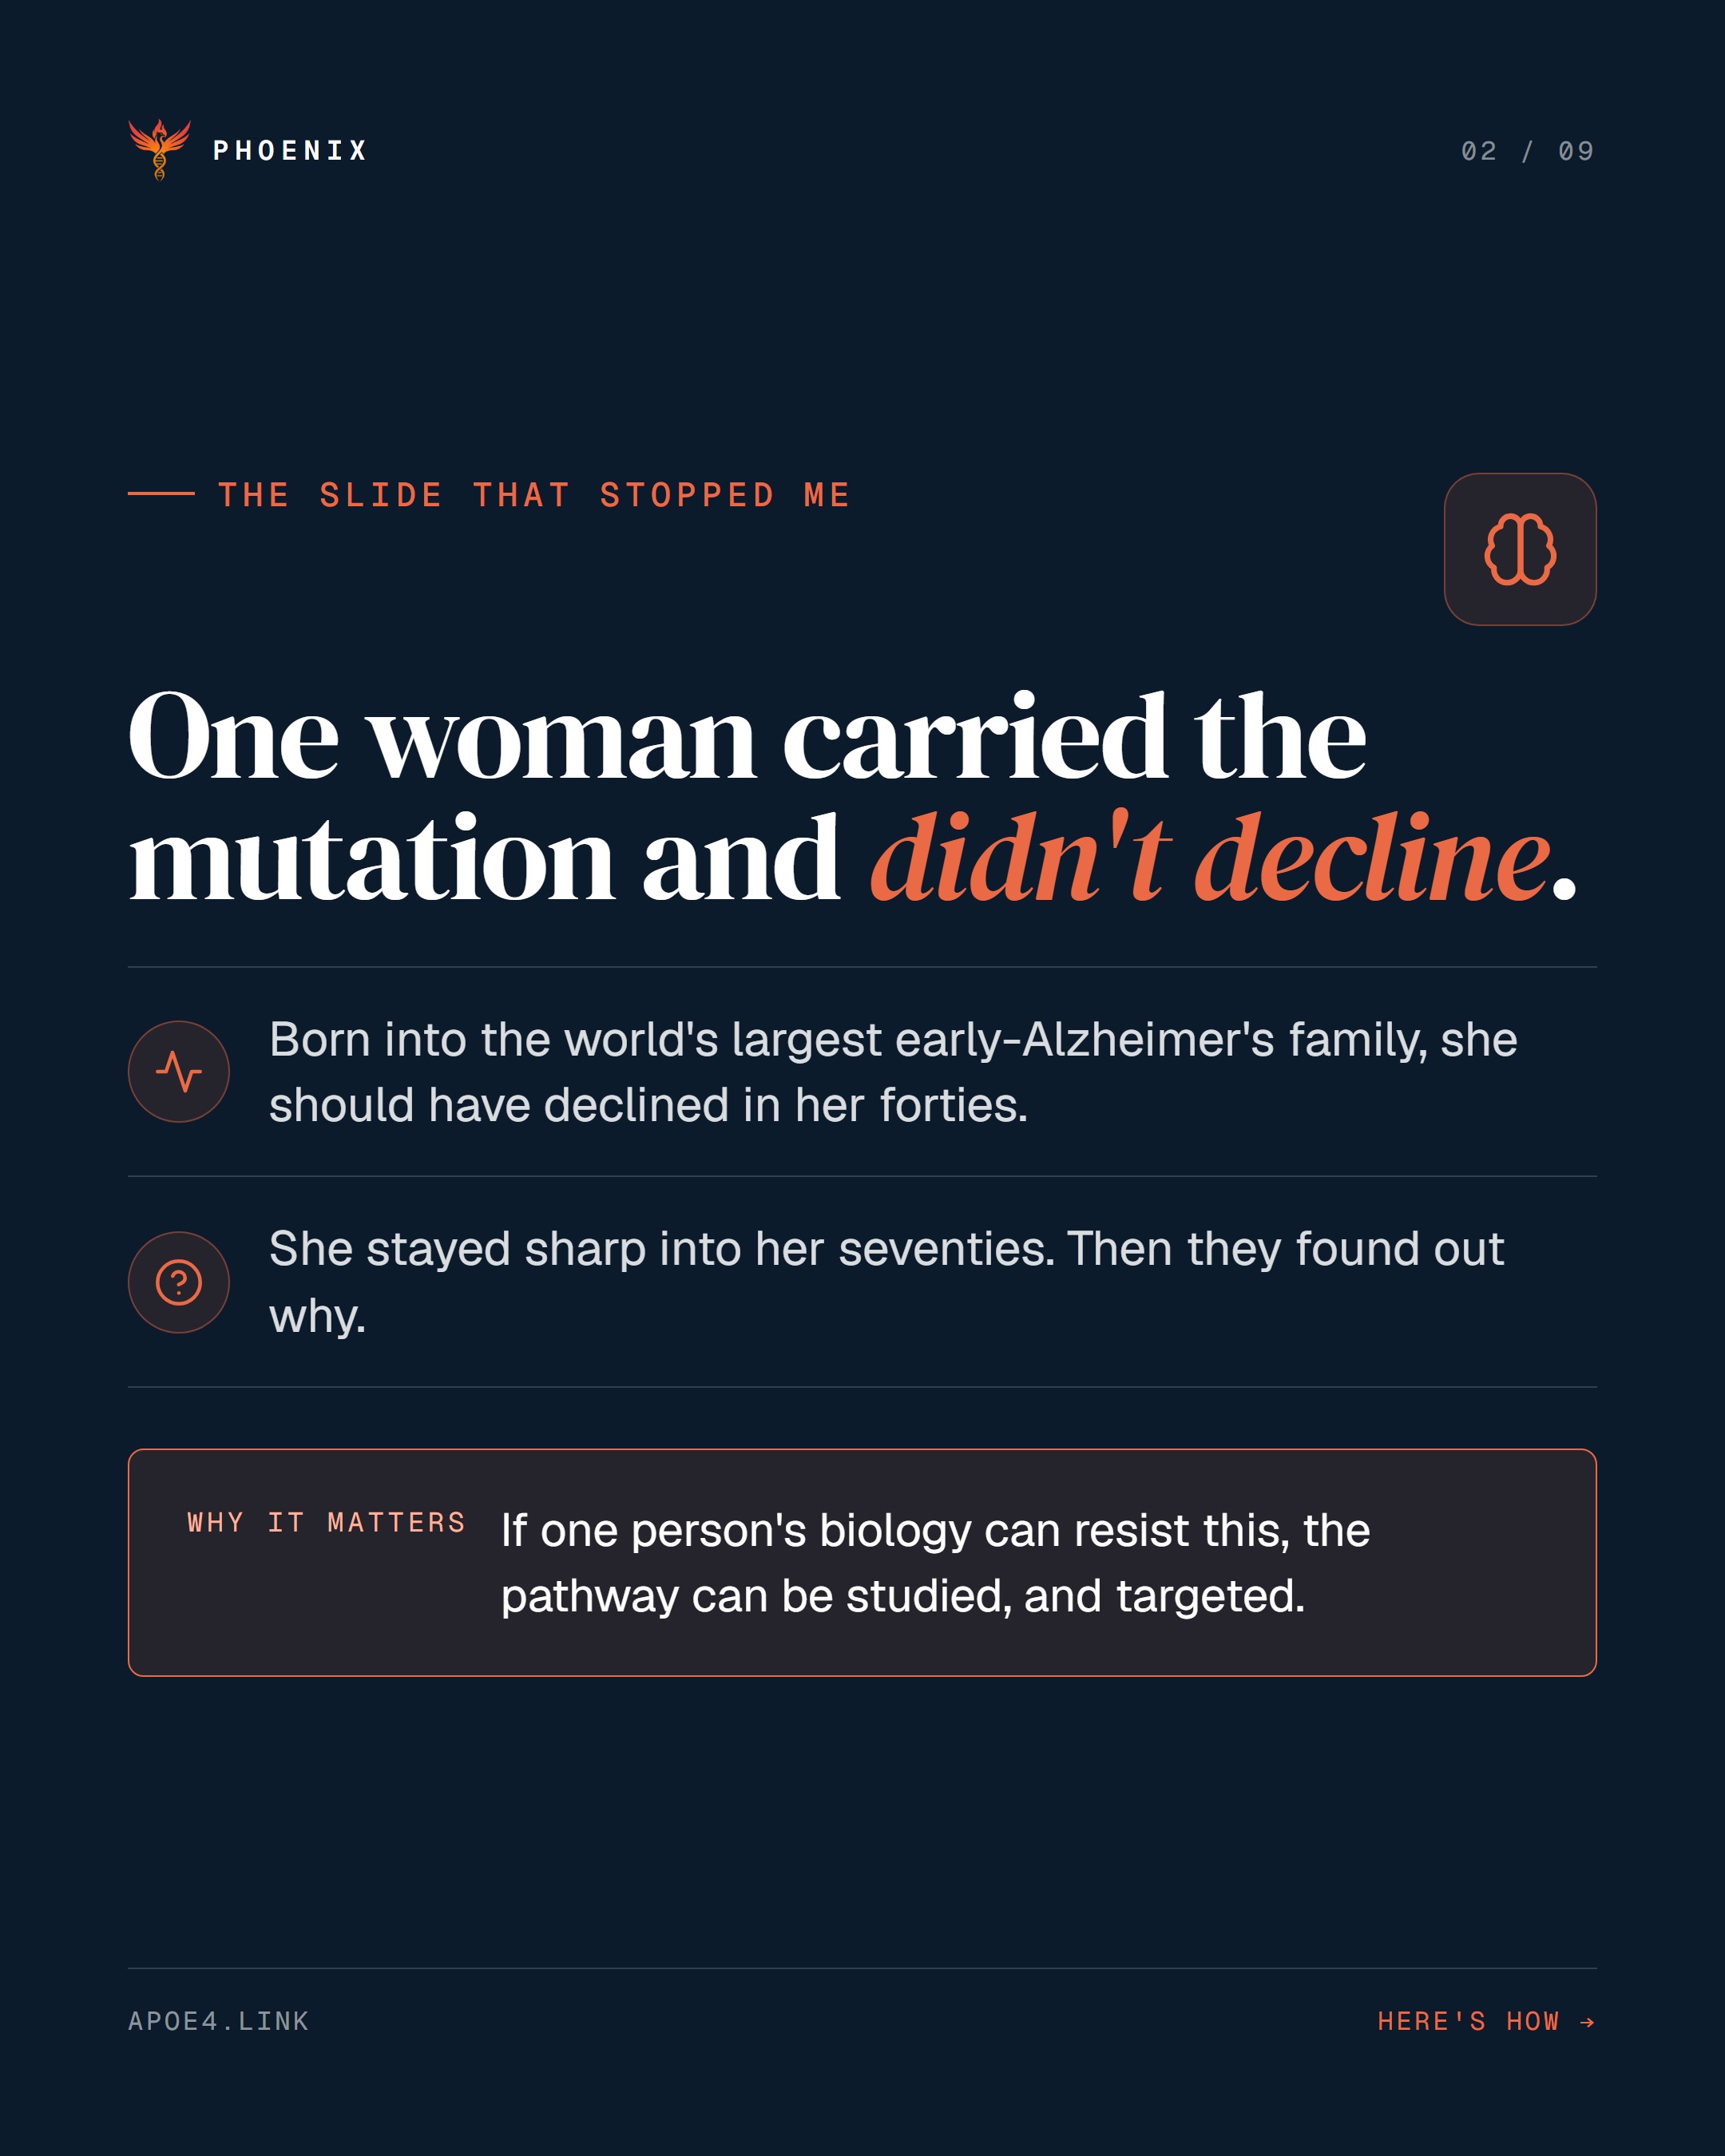 PHOENIX
02 / 09
THE SLIDE THAT STOPPED ME
One woman carried the
mutation and didn't decline.
Born into the world's largest early-Alzheimer's family, she
should have declined in her forties.
She stayed sharp into her seventies. Then they found out
why.
WHY IT MATTERS
If one person's biology can resist this, the
pathway can be studied, and targeted.
APOE4.LINK
HERE'S HOW →